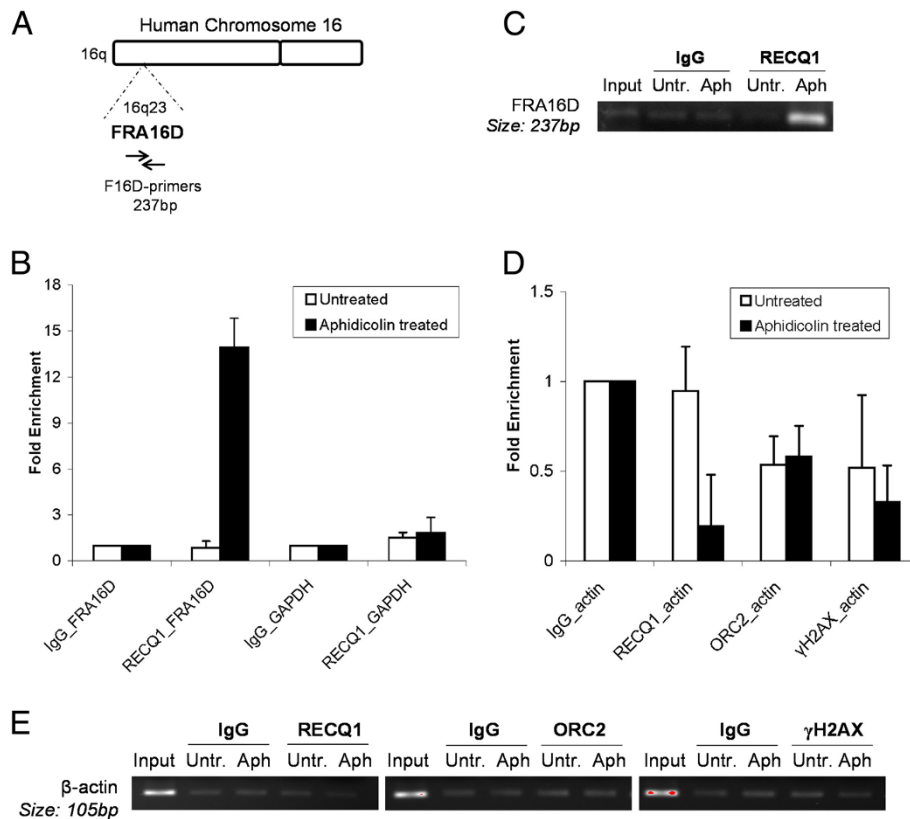 A
Human Chromosome 16
16q
16q23
FRA16D
F16D-primers
237bp
B
Fold Enrichment
18
15
12
9
6
3
1
0
Untreated
Aphidicolin treated
IgG_FRA16D
RECQ1_FRA16D
IgG_GAPDH
RECQ1_GAPDH
C
IgG RECQ1
Input Untr. Aph Untr. Aph
FRA16D
Size: 237bp
D
Fold Enrichment
1.5
1
0.5
0
Untreated
Aphidicolin treated
IgG_actin
RECQ1_actin
ORC2_actin
γH2AX_actin
E
IgG RECQ1 IgG ORC2 IgG γH2AX
Input Untr. Aph Untr. Aph Input Untr. Aph Untr. Aph Input Untr. Aph Untr. Aph
β-actin
Size: 105bp